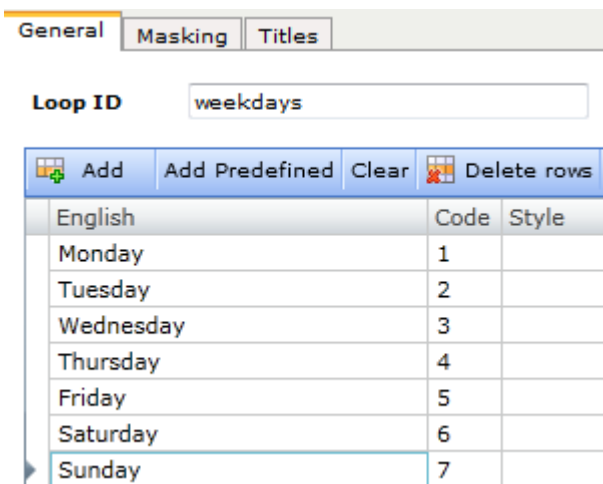 General Masking Titles
Loop ID weekdays
Add Add Predefined Clear Delete rows
English Code Style
Monday 1
Tuesday 2
Wednesday 3
Thursday 4
Friday 5
Saturday 6
Sunday 7